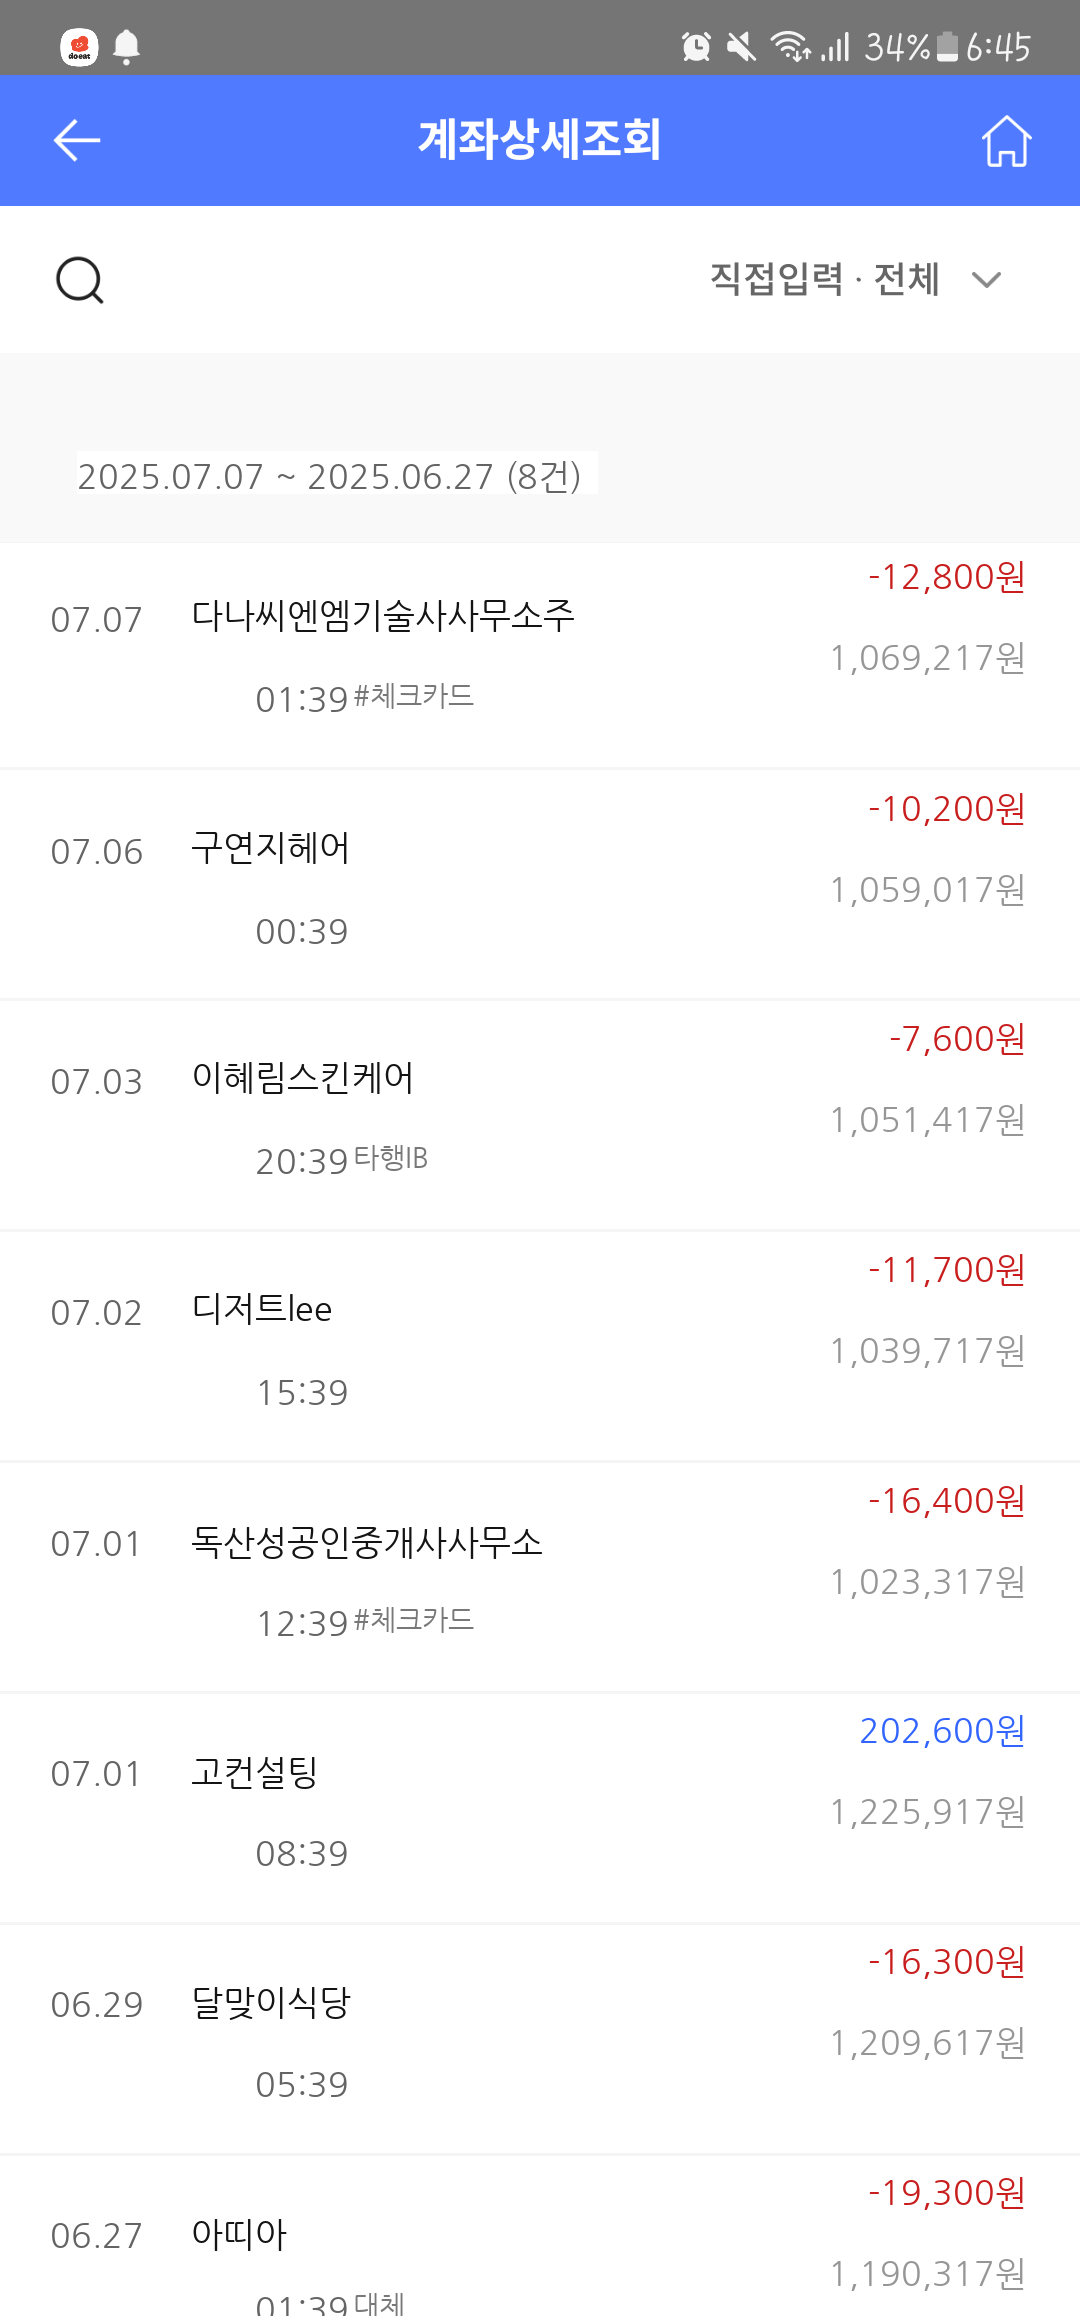 doeat
34% 6:45
계좌상세조회
직접입력 · 전체
2025.07.07 ~ 2025.06.27 (8건)
-12,800원
07.07 다나씨엔엠기술사사무소주
1,069,217원
01:39 #체크카드
-10,200원
07.06 구연지헤어
1,059,017원
00:39
-7,600원
07.03 이혜림스킨케어
1,051,417원
20:39 타행IB
-11,700원
07.02 디저트lee
1,039,717원
15:39
-16,400원
07.01 독산성공인중개사사무소
1,023,317원
12:39 #체크카드
202,600원
07.01 고컨설팅
1,225,917원
08:39
-16,300원
06.29 달맞이식당
1,209,617원
05:39
-19,300원
06.27 아띠아
1,190,317원
01:39 대체